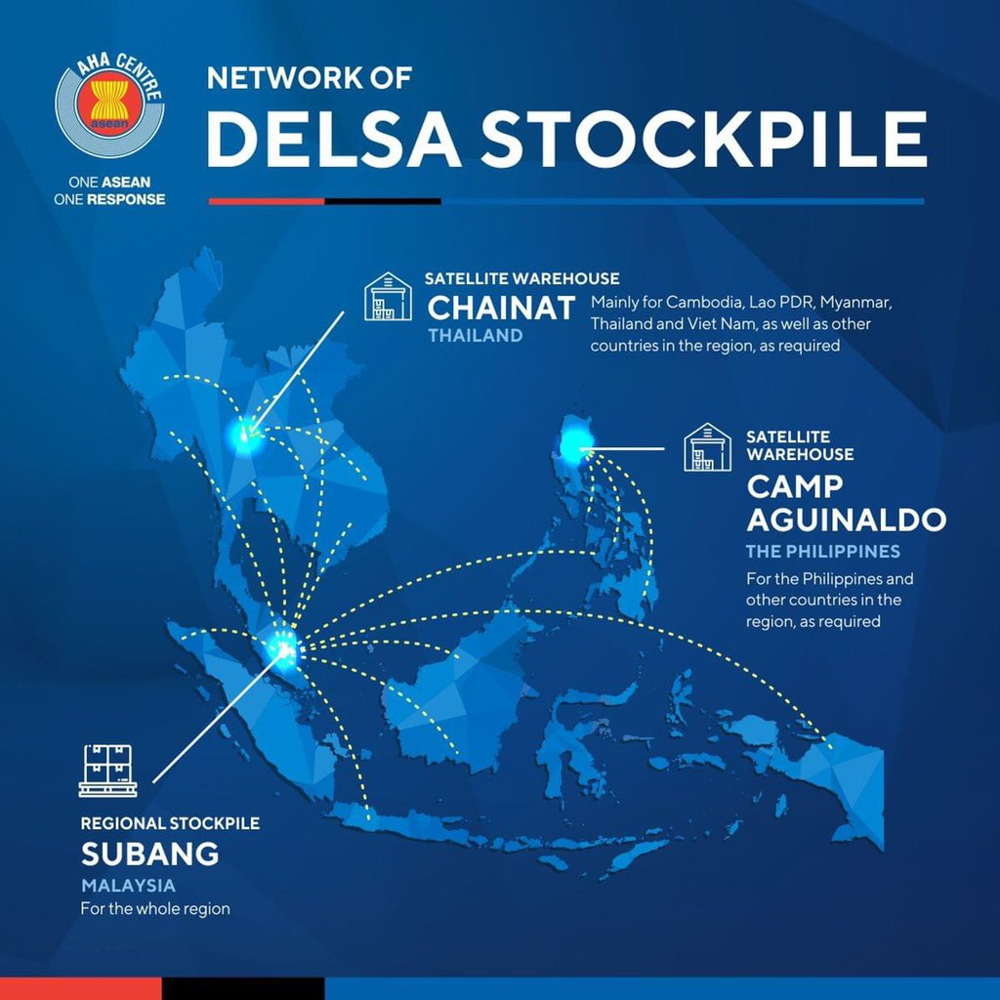 AHA CENTRE
asean
ONE ASEAN
ONE RESPONSE
NETWORK OF
DELSA STOCKPILE
SATELLITE WAREHOUSE
CHAINAT
THAILAND
Mainly for Cambodia, Lao PDR, Myanmar,
Thailand and Viet Nam, as well as other
countries in the region, as required
SATELLITE
WAREHOUSE
CAMP
AGUINALDO
THE PHILIPPINES
For the Philippines and
other countries in the
region, as required
REGIONAL STOCKPILE
SUBANG
MALAYSIA
For the whole region